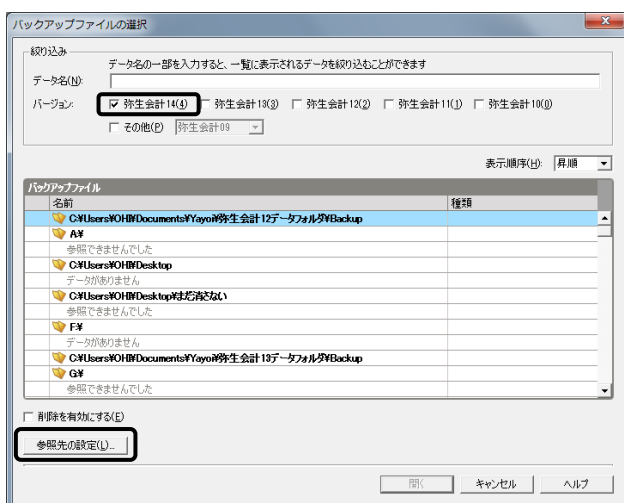 バックアップファイルの選択
絞り込み
データ名の一部を入力すると、一覧に表示されるデータを絞り込むことができます
データ名(N):
バージョン: 弥生会計14(4) 弥生会計13(3) 弥生会計12(2) 弥生会計11(1) 弥生会計10(0)
その他(P) 弥生会計09
表示順序(H): 昇順
バックアップファイル
名前 種類
C:¥Users¥OHI¥Documents¥Yayoi¥弥生会計12データフォルダ¥Backup
A:¥
参照できませんでした
C:¥Users¥OHI¥Desktop
データがありません
C:¥Users¥OHI¥Desktop¥まだ消さない
参照できませんでした
F:¥
データがありません
C:¥Users¥OHI¥Documents¥Yayoi¥弥生会計13データフォルダ¥Backup
G:¥
参照できませんでした
削除を有効にする(E)
参照先の設定(L)...
開く キャンセル ヘルプ